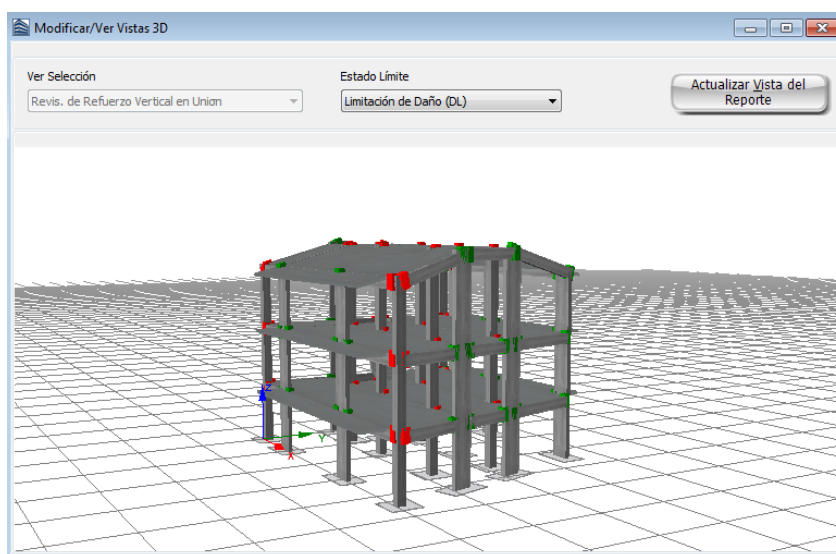 Modificar/Ver Vistas 3D
Ver Selección
Estado Límite
Revis. de Refuerzo Vertical en Union
Limitación de Daño (DL)
Actualizar Vista del
Reporte
Z
Y
X